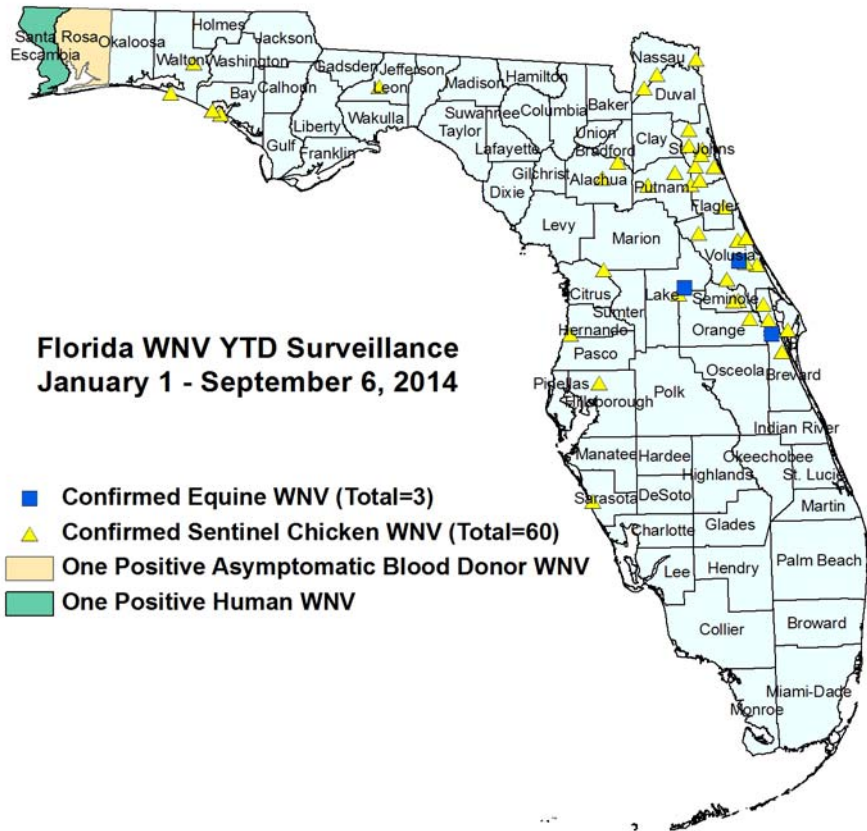 Holmes
Jackson
Santa Rosa
Okaloosa
Escambia
Walton
Washington
Gadsden
Jefferson
Leon
Madison
Hamilton
Nassau
Duval
Baker
Columbia
Bay
Calhoun
Liberty
Wakulla
Suwannee
Taylor
Lafayette
Union
Bradford
Clay
St. Johns
Gulf
Franklin
Gilchrist
Alachua
Putnam
Dixie
Flagler
Levy
Marion
Volusia
Citrus
Lake
Seminole
Sumter
Hernando
Orange
Pasco
Florida WNV YTD Surveillance
January 1 - September 6, 2014
Osceola
Brevard
Pinellas
Hillsborough
Polk
Indian River
Manatee
Hardee
Okeechobee
Highlands
St. Lucie
Sarasota
DeSoto
Martin
Charlotte
Glades
Lee
Hendry
Palm Beach
Collier
Broward
Miami-Dade
Monroe
Confirmed Equine WNV (Total=3)
Confirmed Sentinel Chicken WNV (Total=60)
One Positive Asymptomatic Blood Donor WNV
One Positive Human WNV